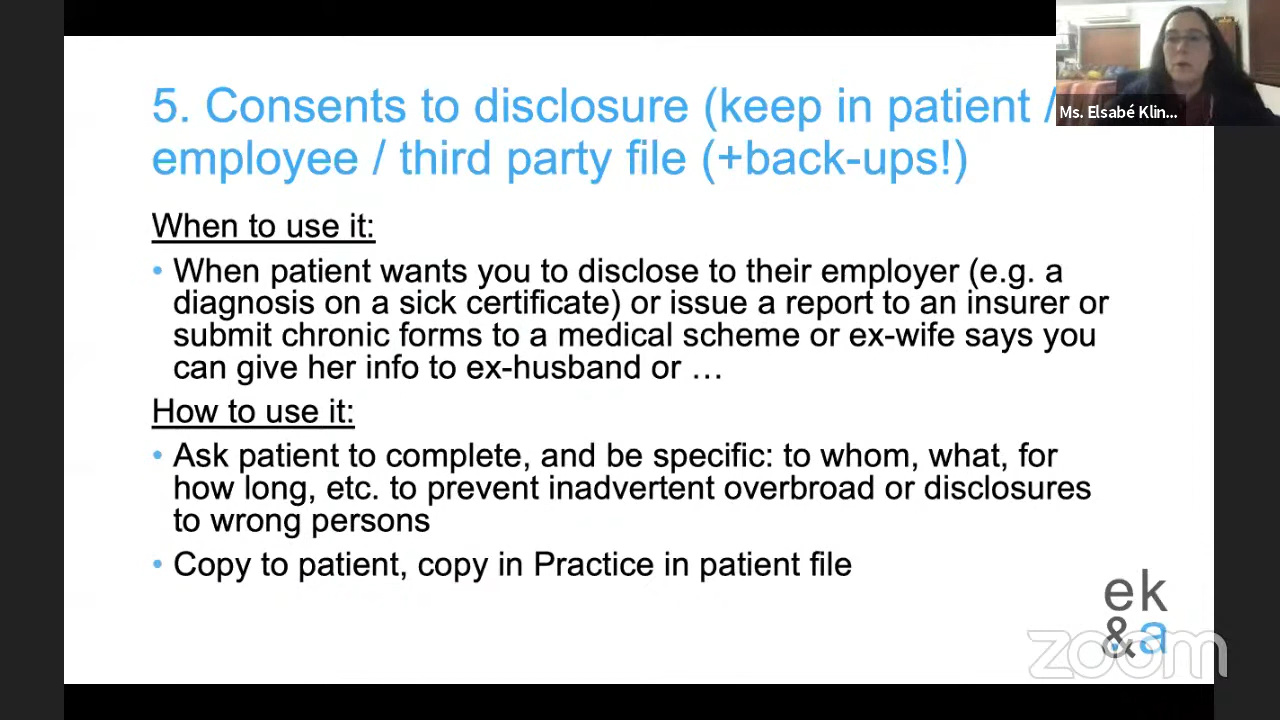 5. Consents to disclosure (keep in patient /
employee / third party file (+back-ups!)
Ms. Elsabé Klin...
When to use it:
• When patient wants you to disclose to their employer (e.g. a
diagnosis on a sick certificate) or issue a report to an insurer or
submit chronic forms to a medical scheme or ex-wife says you
can give her info to ex-husband or …
How to use it:
• Ask patient to complete, and be specific: to whom, what, for
how long, etc. to prevent inadvertent overbroad or disclosures
to wrong persons
• Copy to patient, copy in Practice in patient file
ek
&a
zoom